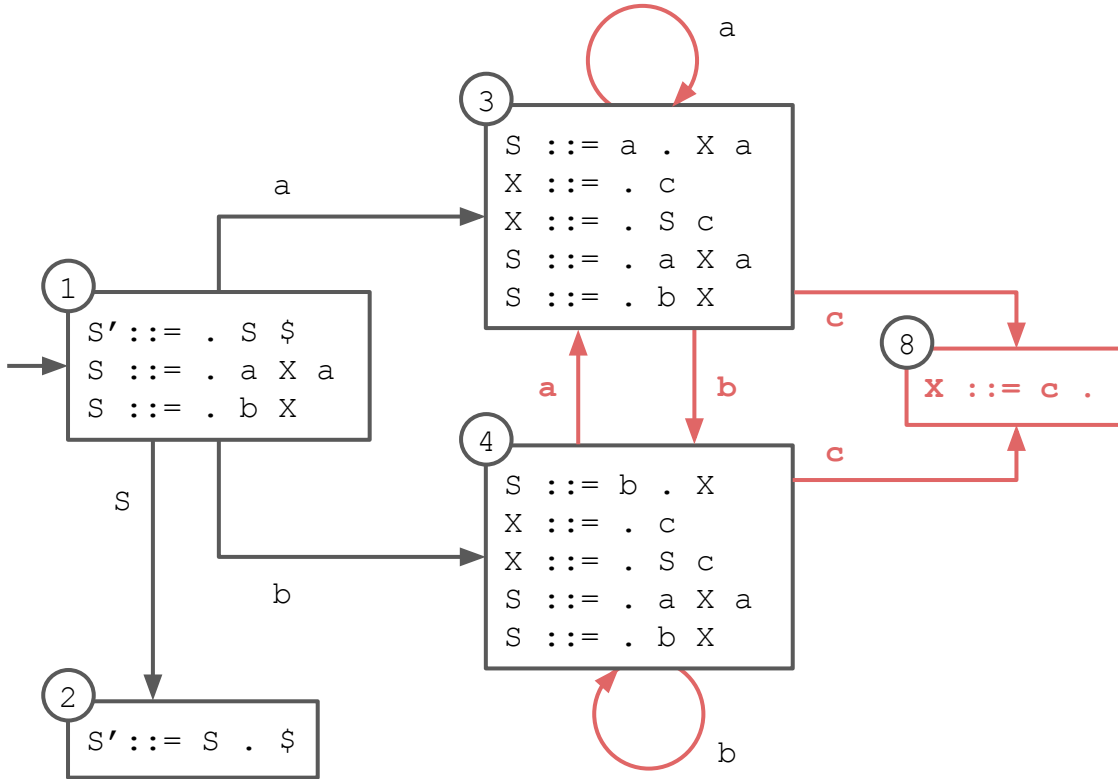 a
3
S ::= a . X a
X ::= . c
X ::= . S c
S ::= . a X a
S ::= . b X
a
1
S' ::= . S $
S ::= . a X a
S ::= . b X
c
8
X ::= c .
a
b
4
S ::= b . X
X ::= . c
X ::= . S c
S ::= . a X a
S ::= . b X
c
S
b
2
S' ::= S . $
b